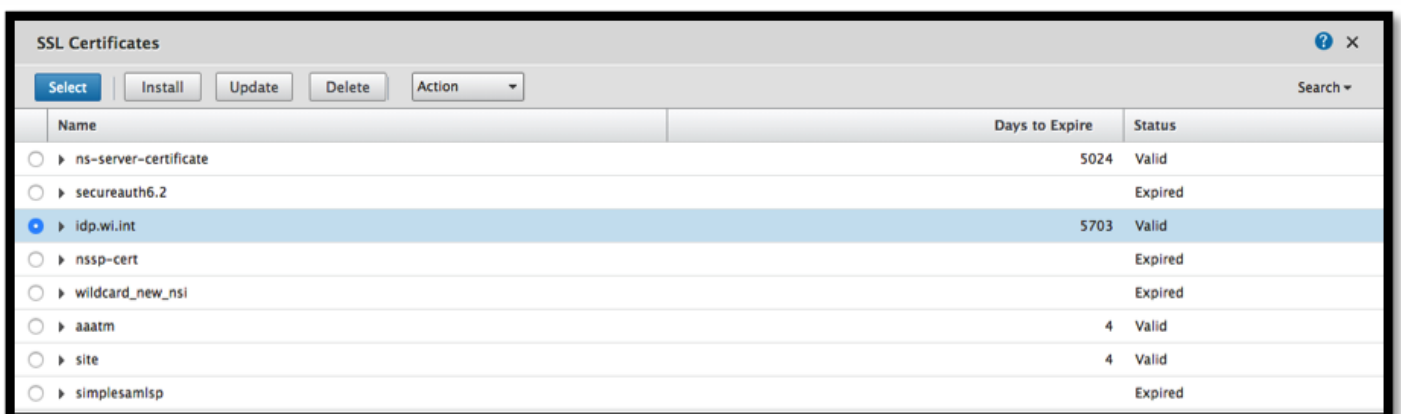 SSL Certificates
Select Install Update Delete Action Search
Name Days to Expire Status
ns-server-certificate 5024 Valid
secureauth6.2 Expired
idp.wi.int 5703 Valid
nssp-cert Expired
wildcard_new_nsi Expired
aaatm 4 Valid
site 4 Valid
simplesamlsp Expired